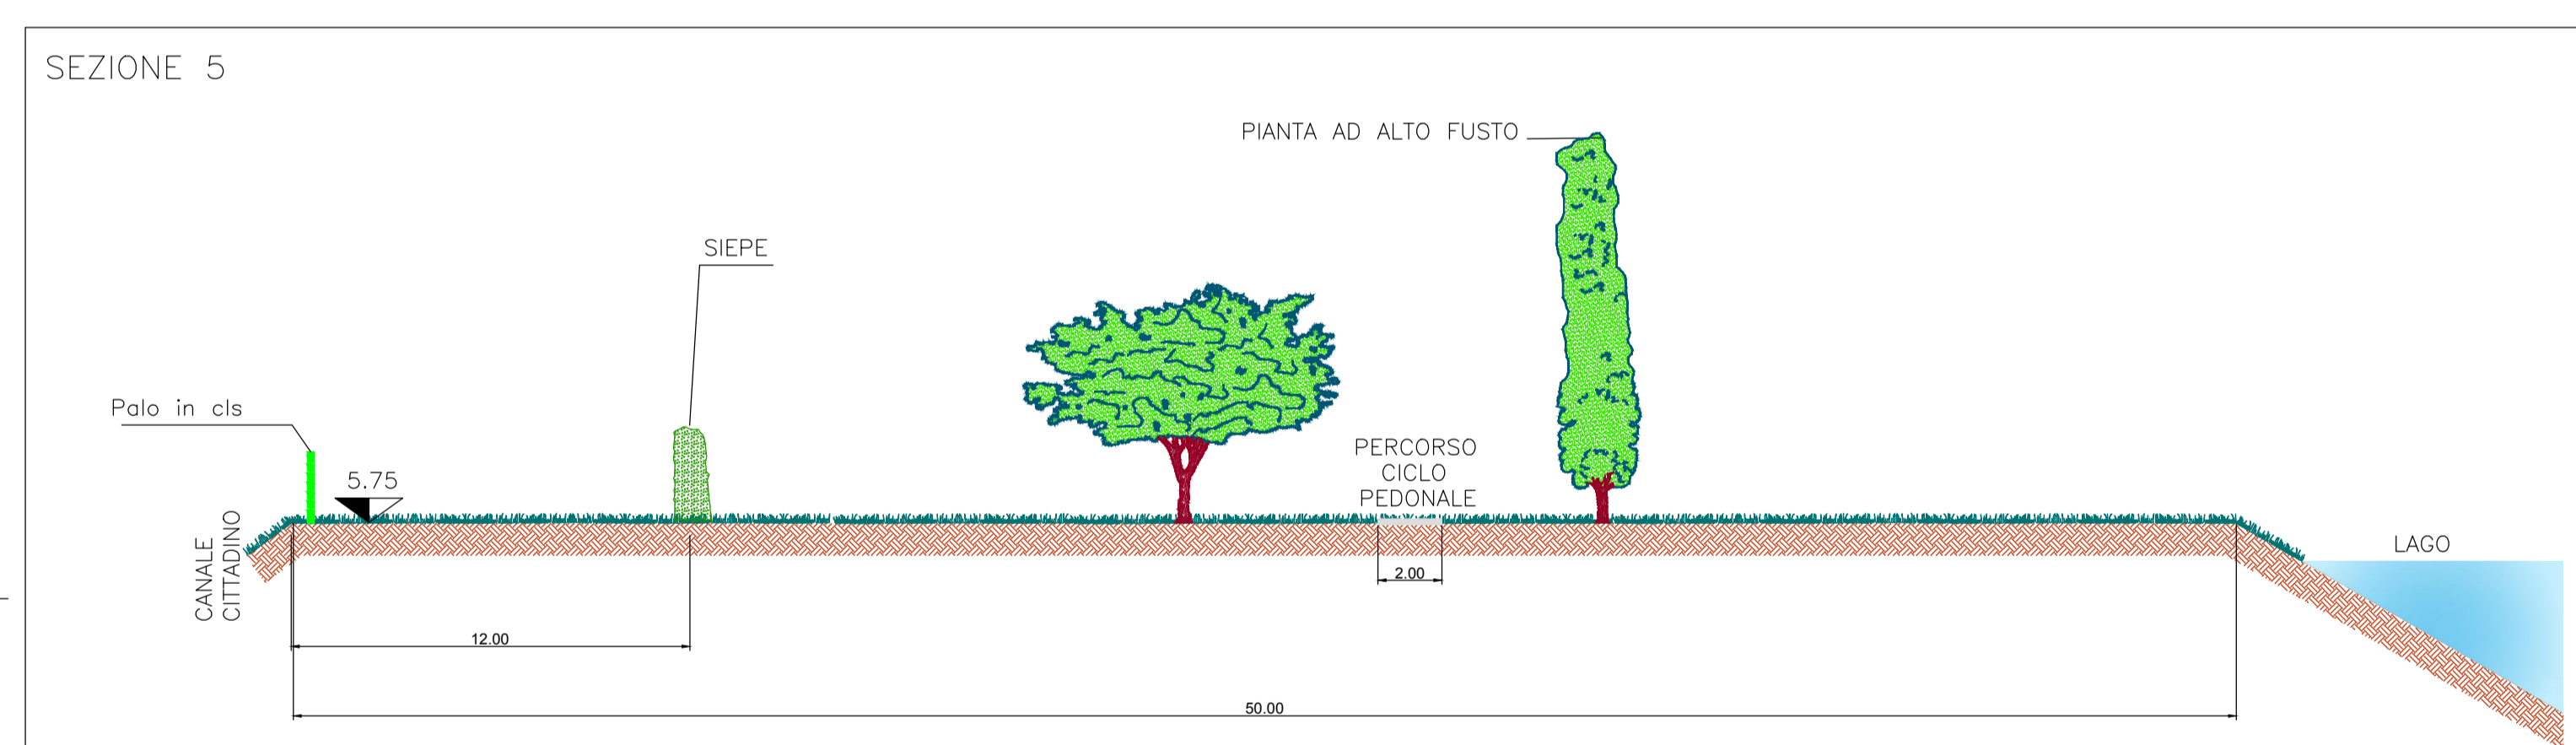 SEZIONE 5
PIANTA AD ALTO FUSTO
SIEPE
Palo in cls
PERCORSO
CICLO
PEDONALE
5.75
CANALE
CITTADINO
LAGO
2.00
12.00
50.00